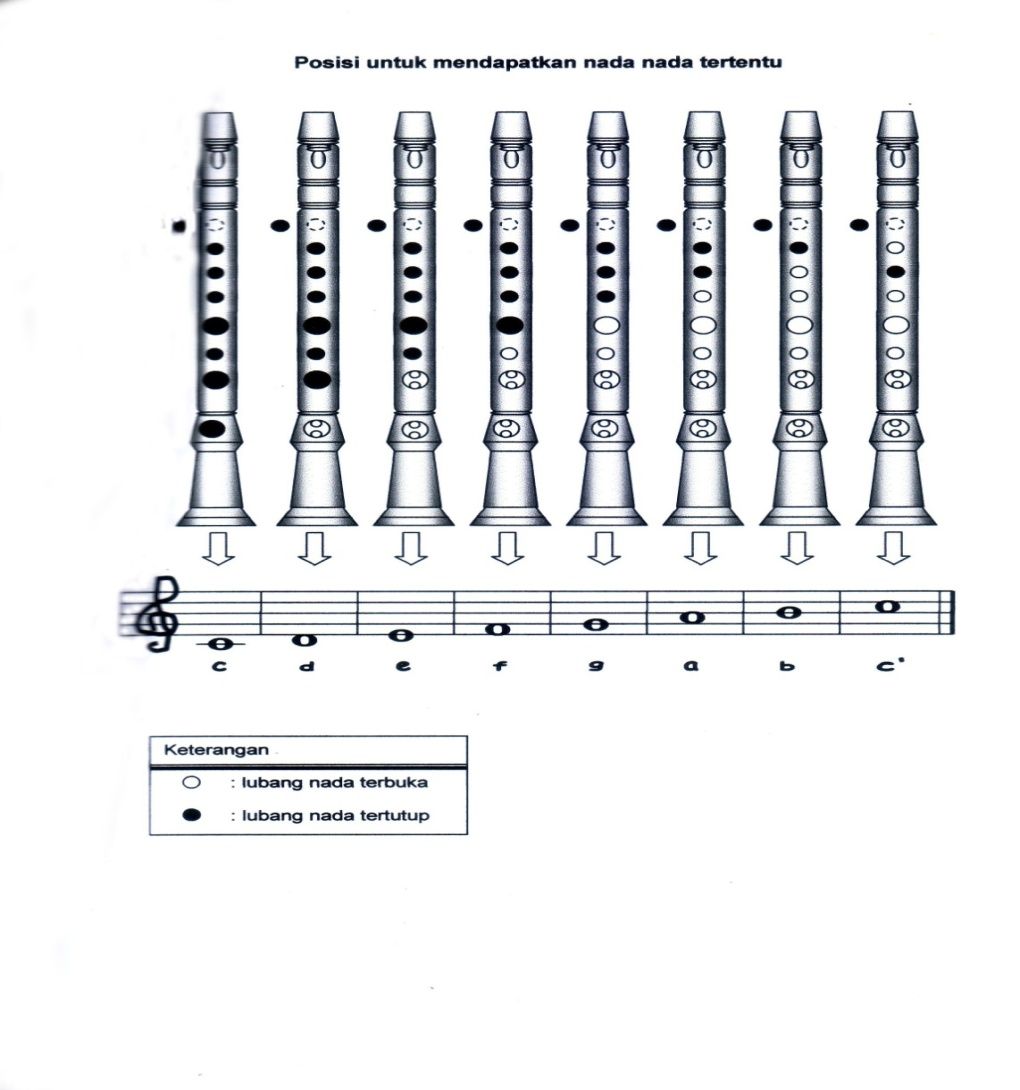 Posisi untuk mendapatkan nada nada tertentu
c d e f g a b c'
Keterangan
: lubang nada terbuka
: lubang nada tertutup